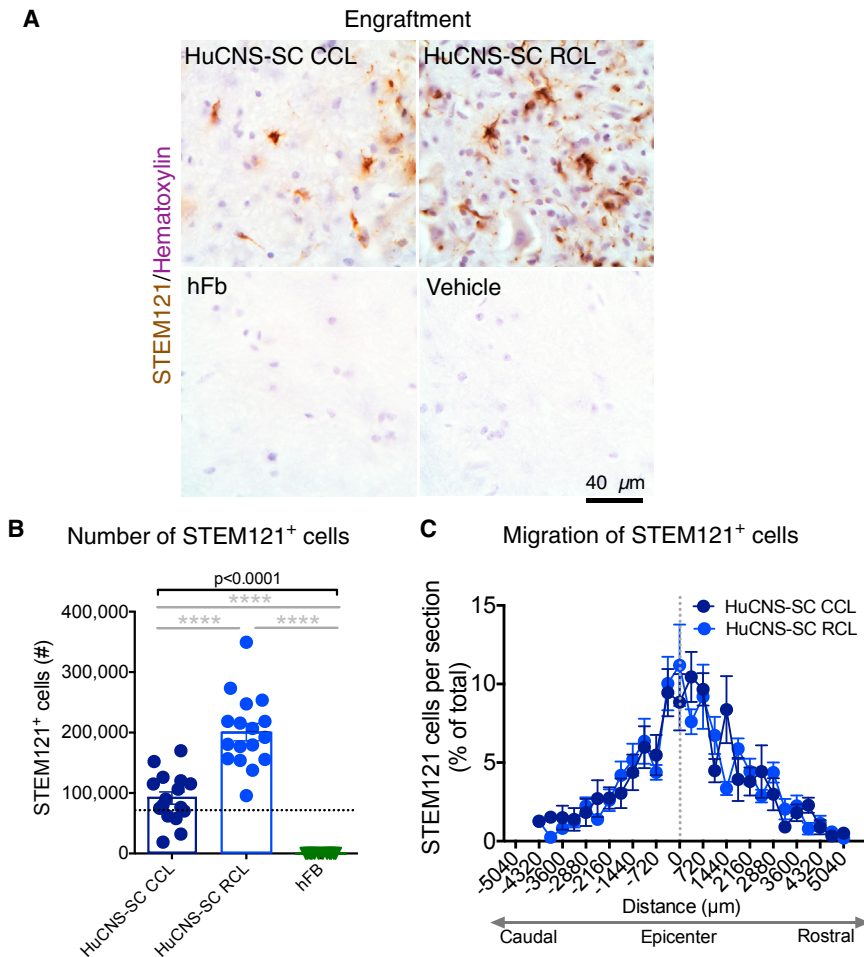 A
Engraftment
HuCNS-SC CCL
HuCNS-SC RCL
STEM121/Hematoxylin
hFb
Vehicle
40 µm
B
Number of STEM121+ cells
p<0.0001
****
**** ****
STEM121+ cells (#)
400,000
300,000
200,000
100,000
0
HuCNS-SC CCL
HuCNS-SC RCL
hFB
C
Migration of STEM121+ cells
HuCNS-SC CCL
HuCNS-SC RCL
STEM121 cells per section
(% of total)
15
10
5
0
-5040 -4320 -3600 -2880 -2160 -1440 -720 0 720 1440 2160 2880 3600 4320 5040
Distance (µm)
Caudal Epicenter Rostral